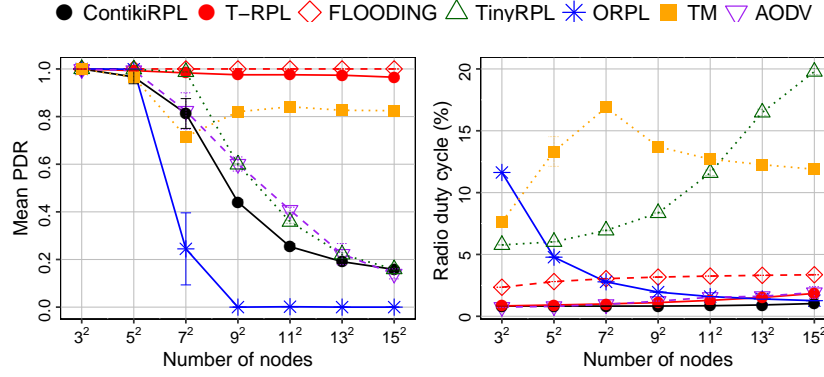 ContikiRPL T−RPL FLOODING TinyRPL ORPL TM AODV
Mean PDR
1.0
0.8
0.6
0.4
0.2
0.0
3² 5² 7² 9² 11² 13² 15²
Number of nodes
Radio duty cycle (%)
20
15
10
5
0
3² 5² 7² 9² 11² 13² 15²
Number of nodes